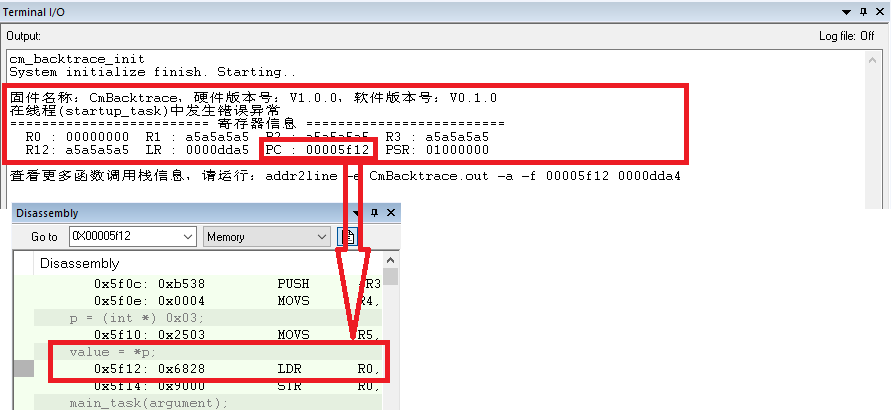 Terminal I/O
Output:
Log file: Off
cm_backtrace_init
System initialize finish. Starting..
固件名称: CmBacktrace, 硬件版本号: V1.0.0, 软件版本号: V0.1.0
在线程(startup_task)中发生错误异常
======================== 寄存器信息 ========================
R0 : 00000000 R1 : a5a5a5a5 R2 : a5a5a5a5 R3 : a5a5a5a5
R12: a5a5a5a5 LR : 0000dda5 PC : 00005f12 PSR: 01000000
查看更多函数调用栈信息, 请运行: addr2line -e CmBacktrace.out -a -f 00005f12 0000dda4
Disassembly
Go to 0X00005f12 Memory
Disassembly
0x5f0c: 0xb538 PUSH
0x5f0e: 0x0004 MOVS R4,
p = (int *) 0x03;
0x5f10: 0x2503 MOVS R5,
value = *p;
0x5f12: 0x6828 LDR R0,
0x5f14: 0x9000 STR R0,
main_task(argument);